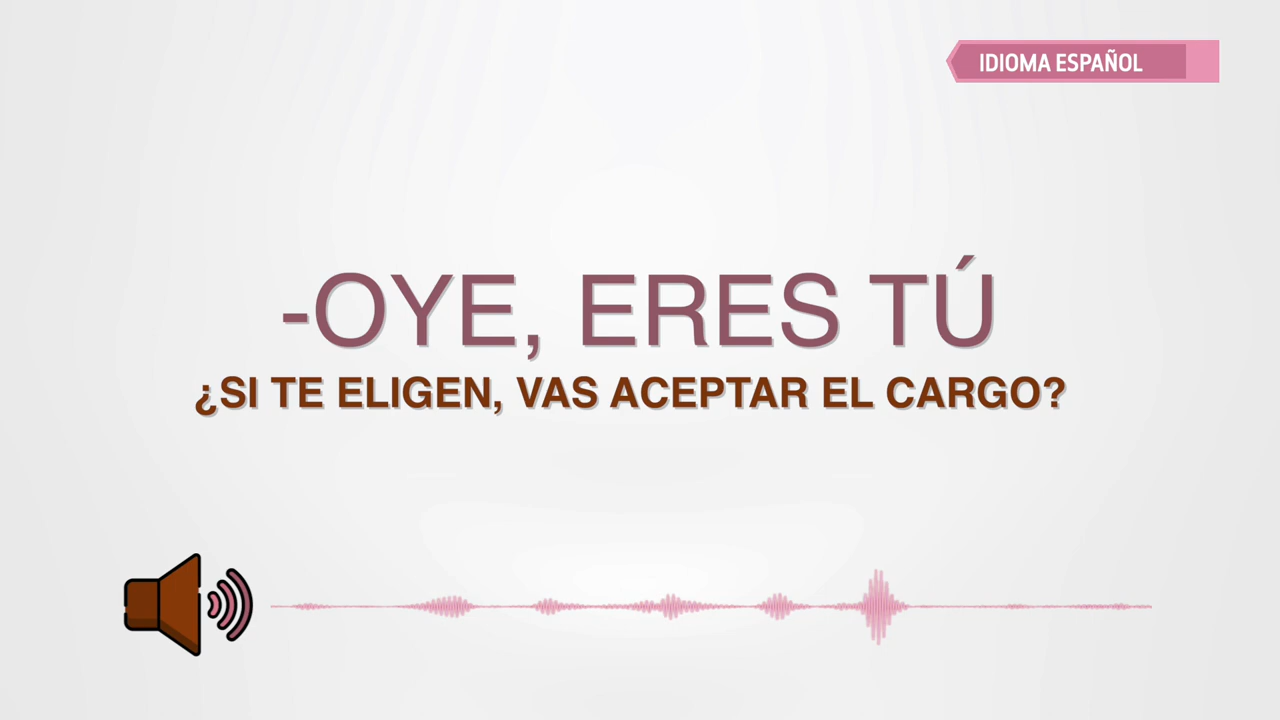 IDIOMA ESPAÑOL
-OYE, ERES TÚ
¿SI TE ELIGEN, VAS ACEPTAR EL CARGO?